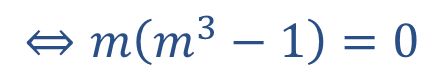 ⇔ m(m³ − 1) = 0